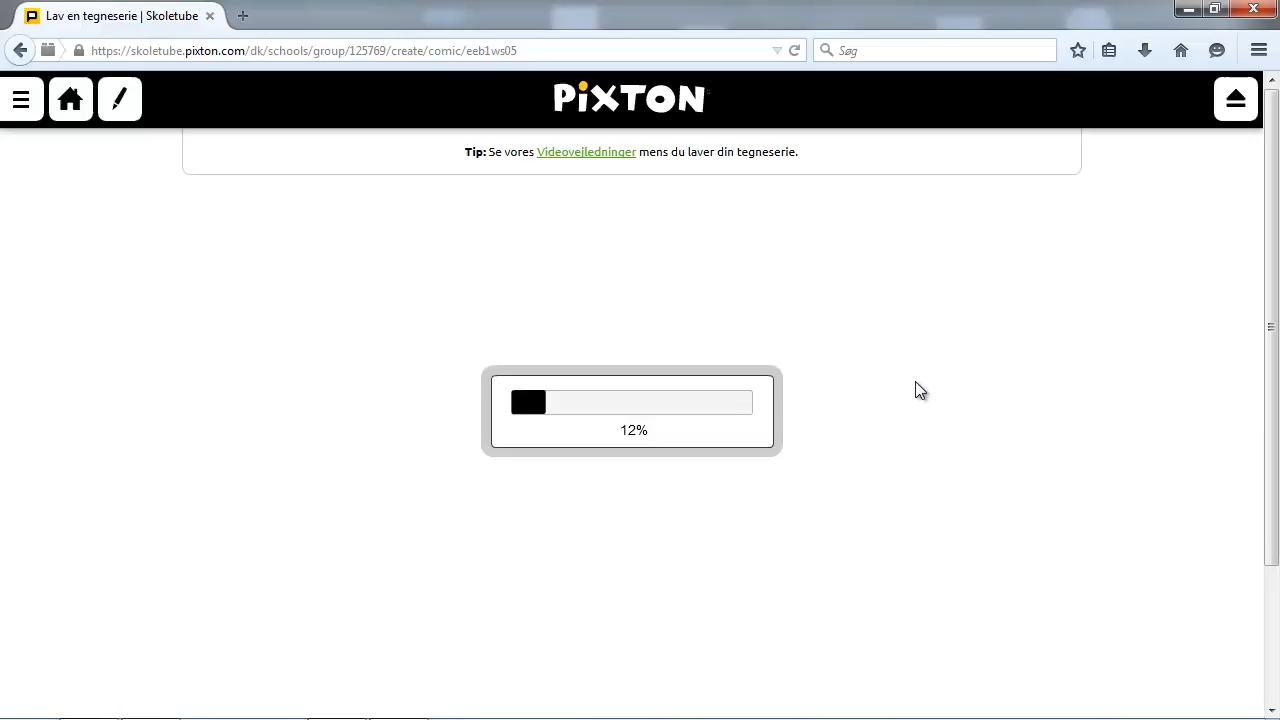 Lav en tegneserie | Skoletube
https://skoletube.pixton.com/dk/schools/group/125769/create/comic/eeb1ws05
Søg
PiXTON
Tip: Se vores Videovejledninger mens du laver din tegneserie.
12%